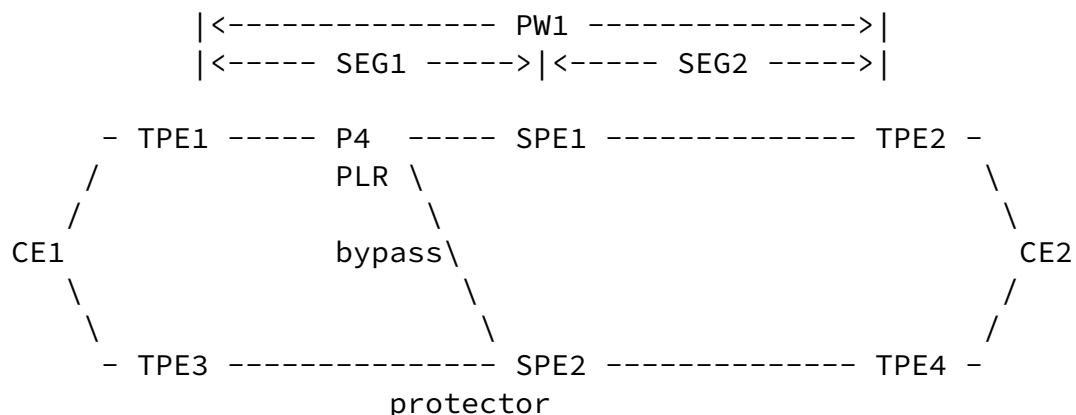 |<--------------- PW1 --------------->|
|<----- SEG1 ----->|<----- SEG2 ----->|
- TPE1 ----- P4 ----- SPE1 -------------- TPE2 -
/ PLR \ \
/ \ \
CE1 bypass\ CE2
\ \ /
\ \ /
- TPE3 --------------- SPE2 -------------- TPE4 -
protector